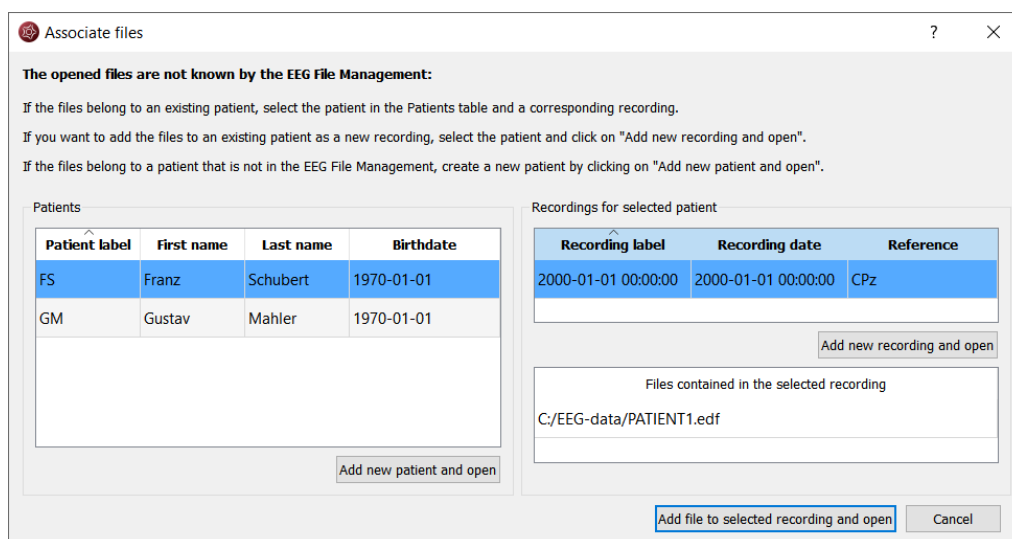 Associate files
?
The opened files are not known by the EEG File Management:
If the files belong to an existing patient, select the patient in the Patients table and a corresponding recording.
If you want to add the files to an existing patient as a new recording, select the patient and click on "Add new recording and open".
If the files belong to a patient that is not in the EEG File Management, create a new patient by clicking on "Add new patient and open".
Patients
Patient label First name Last name Birthdate
FS Franz Schubert 1970-01-01
GM Gustav Mahler 1970-01-01
Add new patient and open
Recordings for selected patient
Recording label Recording date Reference
2000-01-01 00:00:00 2000-01-01 00:00:00 CPz
Add new recording and open
Files contained in the selected recording
C:/EEG-data/PATIENT1.edf
Add file to selected recording and open
Cancel